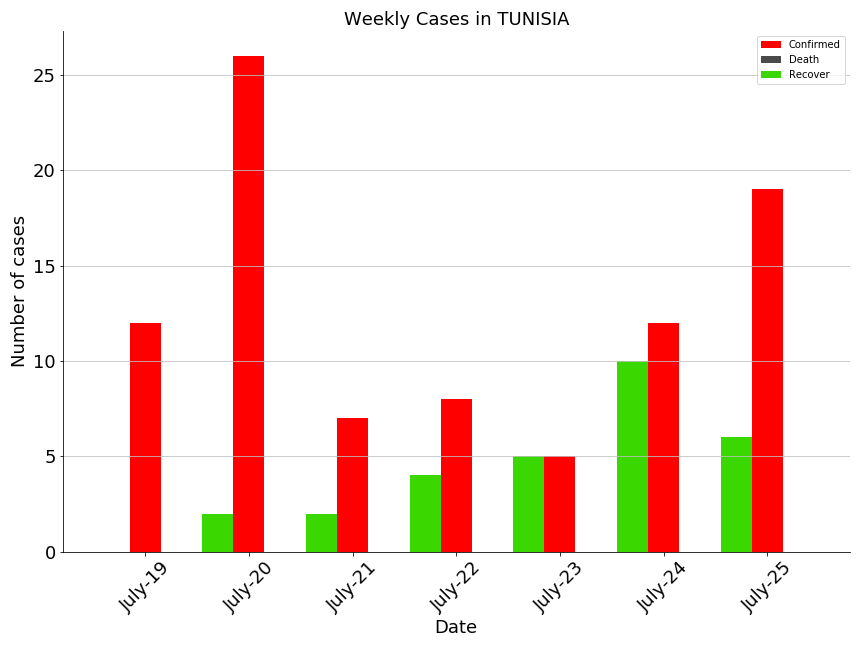 Weekly Cases in TUNISIA
Confirmed
Death
Recover
Number of cases
25
20
15
10
5
0
July-19
July-20
July-21
July-22
July-23
July-24
July-25
Date